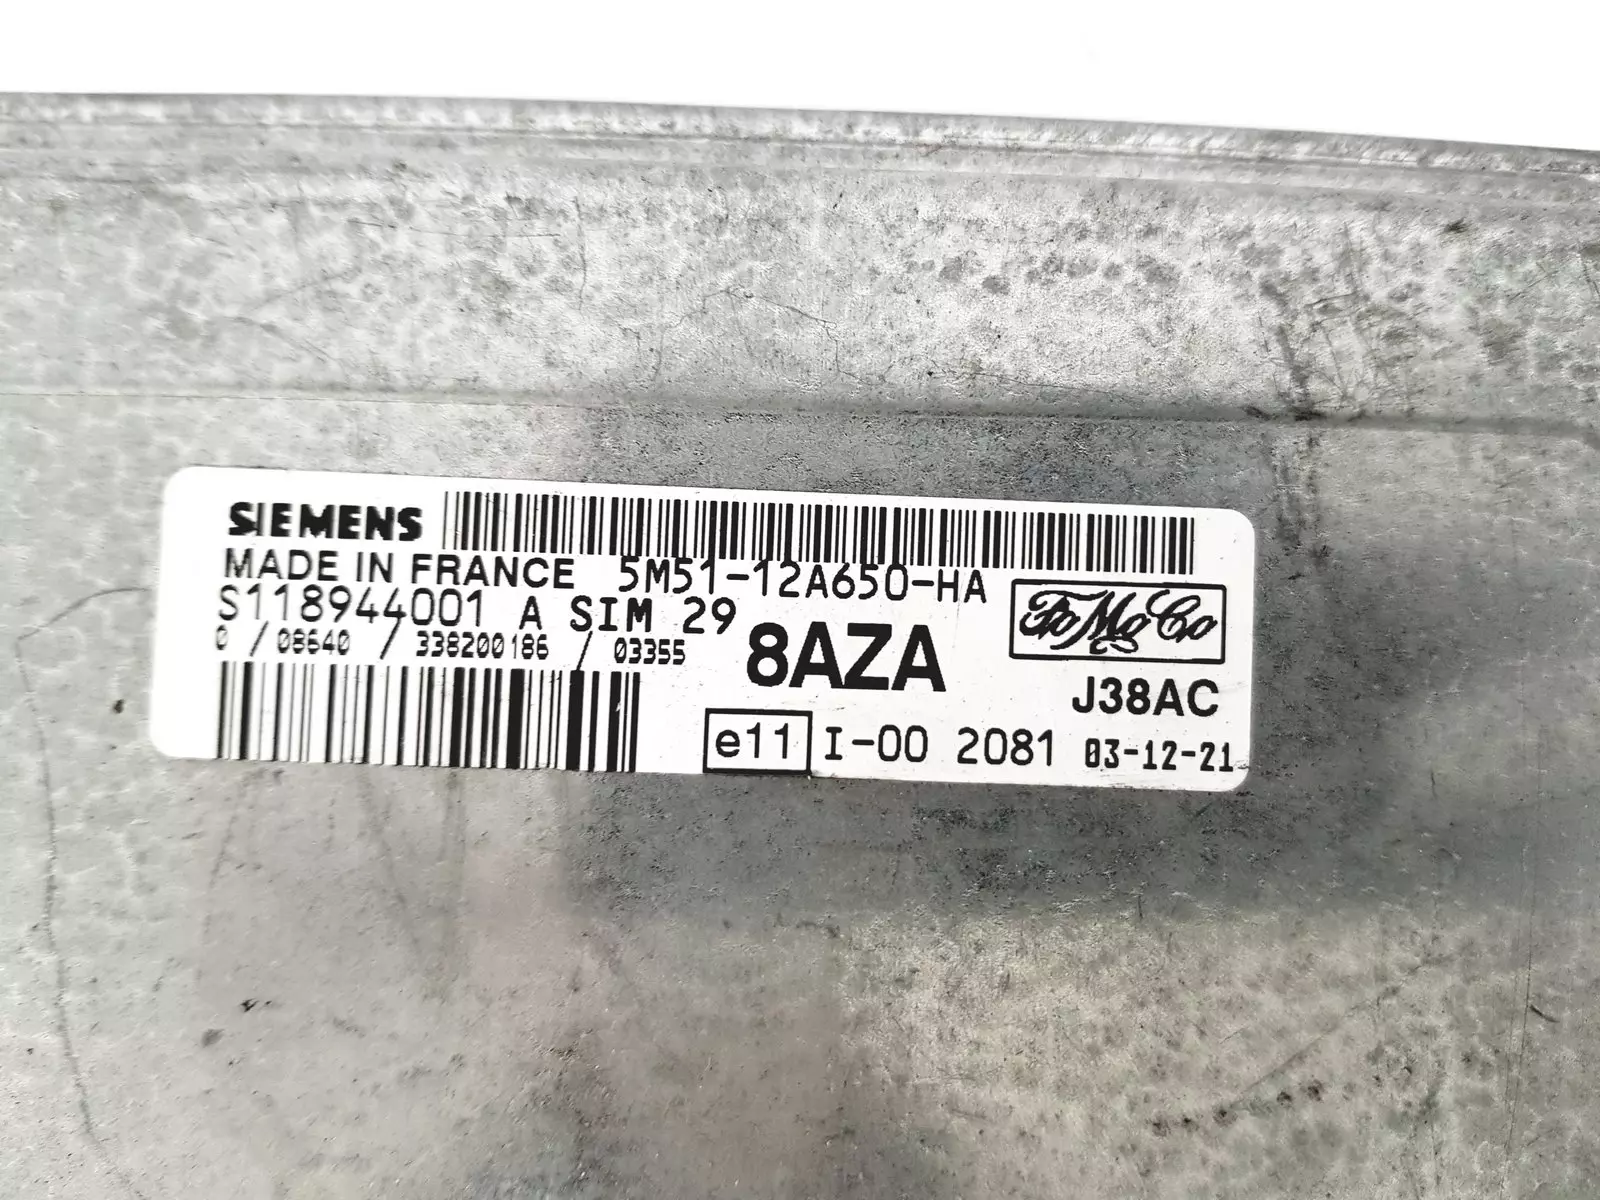 SIEMENS
MADE IN FRANCE 5M51-12A650-HA
S118944001 A SIM 29
0 / 08640 / 338200186 / 03355
8AZA
FoMoCo
J38AC
e11 I-00 2081 03-12-21